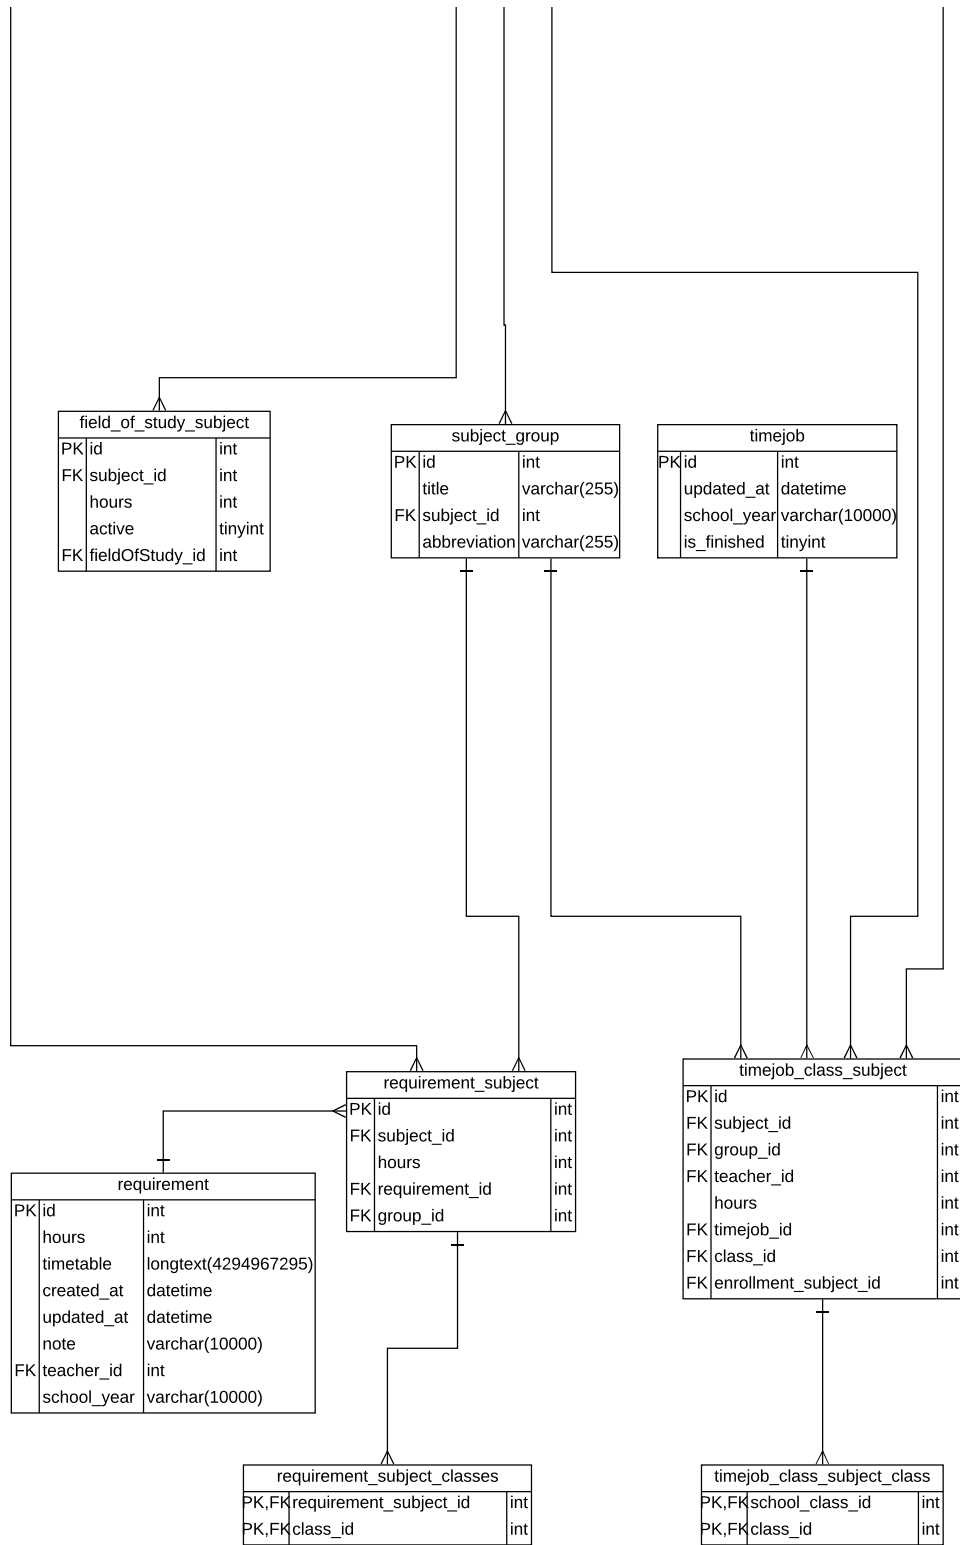 field_of_study_subject
PK id int
FK subject_id int
hours int
active tinyint
FK fieldOfStudy_id int
subject_group
PK id int
title varchar(255)
FK subject_id int
abbreviation varchar(255)
timejob
PK id int
updated_at datetime
school_year varchar(10000)
is_finished tinyint
requirement_subject
PK id int
FK subject_id int
hours int
FK requirement_id int
FK group_id int
timejob_class_subject
PK id int
FK subject_id int
FK group_id int
FK teacher_id int
hours int
FK timejob_id int
FK class_id int
FK enrollment_subject_id int
requirement
PK id int
hours int
timetable longtext(4294967295)
created_at datetime
updated_at datetime
note varchar(10000)
FK teacher_id int
school_year varchar(10000)
requirement_subject_classes
PK,FK requirement_subject_id int
PK,FK class_id int
timejob_class_subject_class
PK,FK school_class_id int
PK,FK class_id int